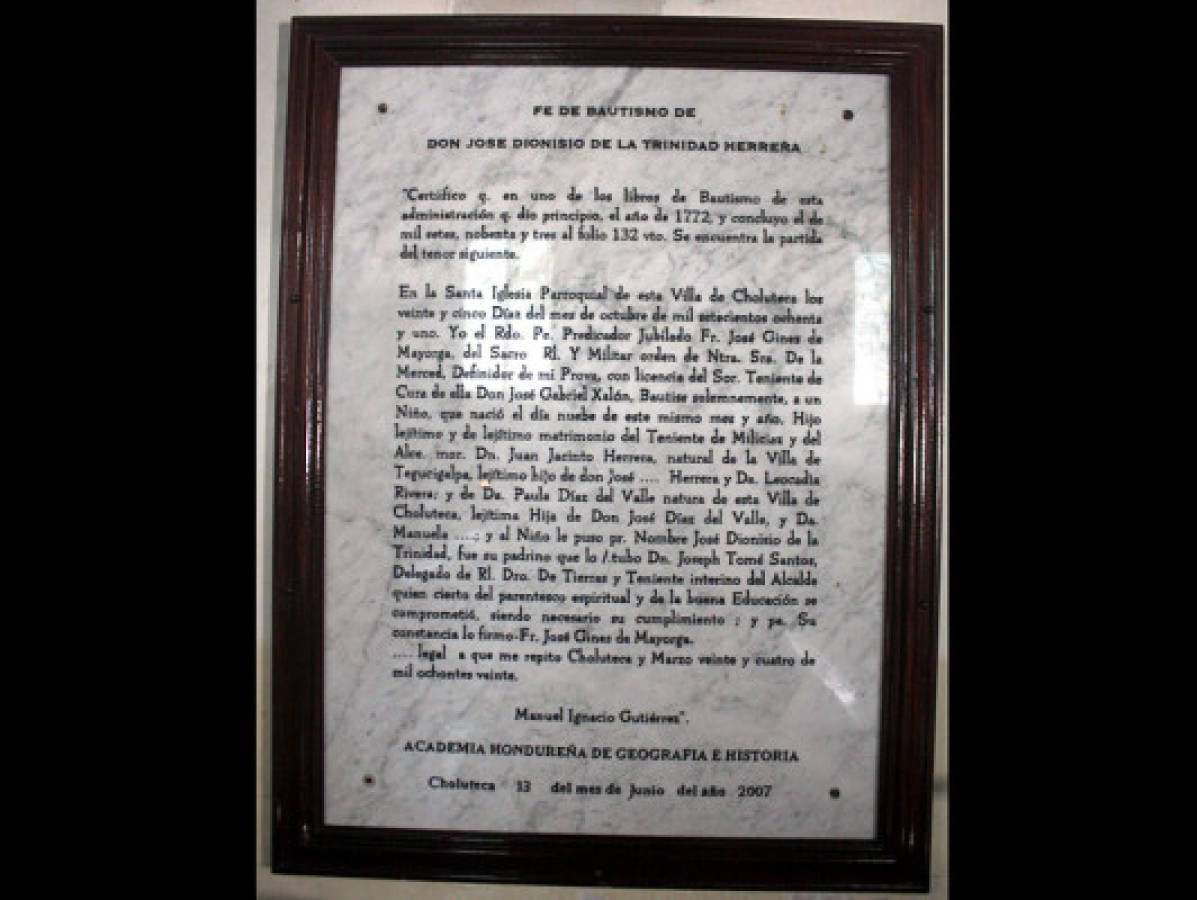 FE DE BAUTISMO DE
DON JOSE DIONISIO DE LA TRINIDAD HERREÑA
"Certifico q. en uno de los libros de Bautismo de esta
administración q. dio principio, el año de 1772, y concluyo el de
mil setes, nobenta y tres al folio 132 vto. Se encuentra la partida
del tenor siguiente.
En la Santa Iglesia Parroquial de esta Villa de Choluteca los
veinte y cinco Días del mes de octubre de mil setecientos ochenta
y uno. Yo el Rdo. Pe. Predicador Jubilado Fr. José Gines de
Mayorga, del Sacro Rl. Y Militar orden de Ntra. Sra. De la
Merced, Definidor de mi Prova, con licencia del Sor. Teniente de
Cura de ella Don José Gabriel Xalón, Bautise solemnemente, a un
Niño, que nació el día nuebe de este mismo mes y año, Hijo
lejítimo y de lejítimo matrimonio del Teniente de Milicias y del
Alce. mor. Dn. Juan Jacinto Herrera, natural de la Villa de
Tegucigalpa, lejítimo hijo de don José .... Herrera y Da. Leocadia
Rivera; y de Da. Paula Díaz del Valle natura de esta Villa de
Choluteca, lejítima Hija de Don José Díaz del Valle, y Da.
Manuela ....; y al Niño le puso pr. Nombre José Dionisio de la
Trinidad, fue su padrino que lo /.tubo Dn. Joseph Tomé Santos,
Delegado de Rl. Dro. De Tierras y Teniente interino del Alcalde
quien cierto del parentesco espiritual y de la buena Educación se
comprometió, siendo necesario su cumplimiento ; y pa. Su
constancia lo firmo-Fr. José Gines de Mayorga.
.... legal a que me repito Choluteca y Marzo veinte y cuatro de
mil ochontes veinte.
Manuel Ignacio Gutiérres".
ACADEMIA HONDUREÑA DE GEOGRAFIA E HISTORIA
Choluteca 13 del mes de Junio del año 2007